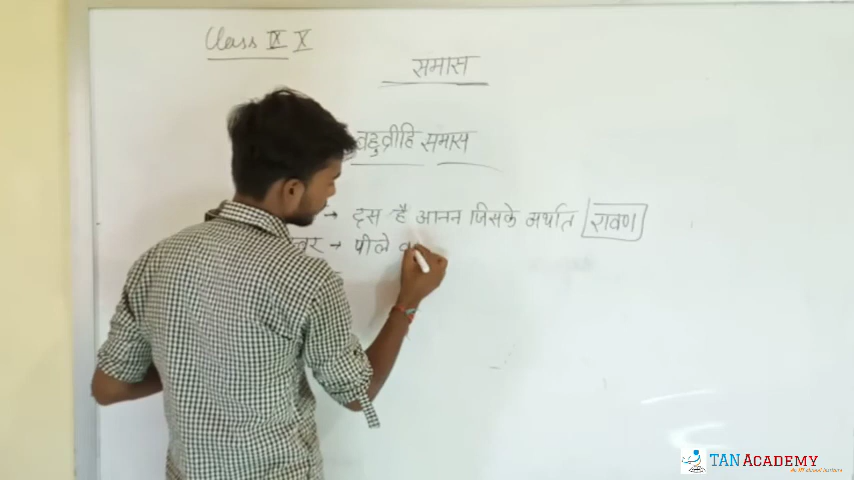 Class IX X
समास
बहुव्रीहि समास
→ दस है आनन जिसके अर्थात रावण
→ पीले
TAN ACADEMY